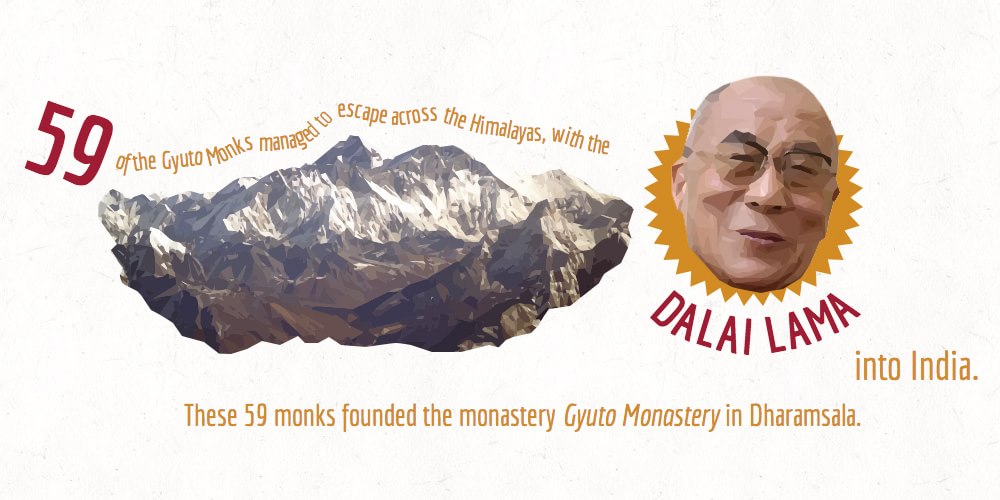 59
of the Gyuto Monks managed to escape across the Himalayas, with the
DALAI LAMA
into India.
These 59 monks founded the monastery Gyuto Monastery in Dharamsala.